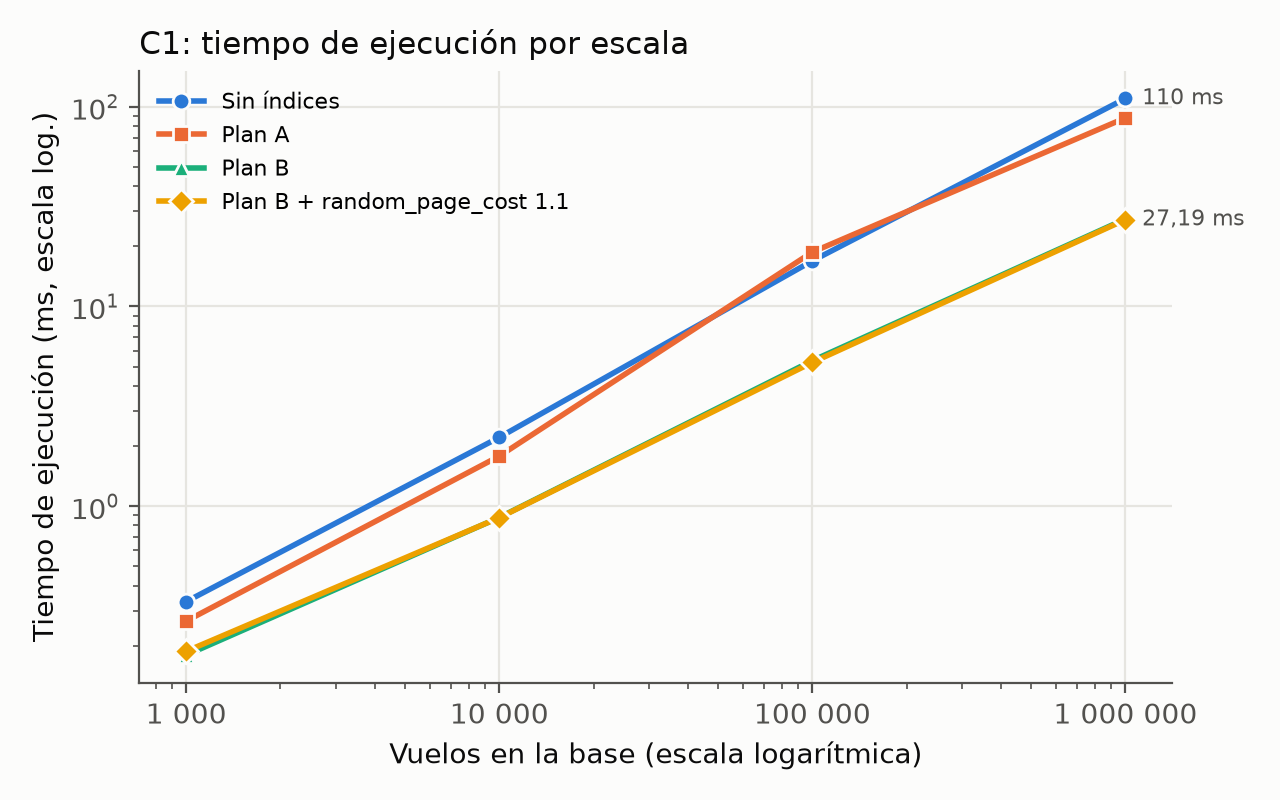 C1: tiempo de ejecución por escala
Sin índices
Plan A
Plan B
Plan B + random_page_cost 1.1
110 ms
27,19 ms
Tiempo de ejecución (ms, escala log.)
10²
10¹
10⁰
1 000
10 000
100 000
1 000 000
Vuelos en la base (escala logarítmica)